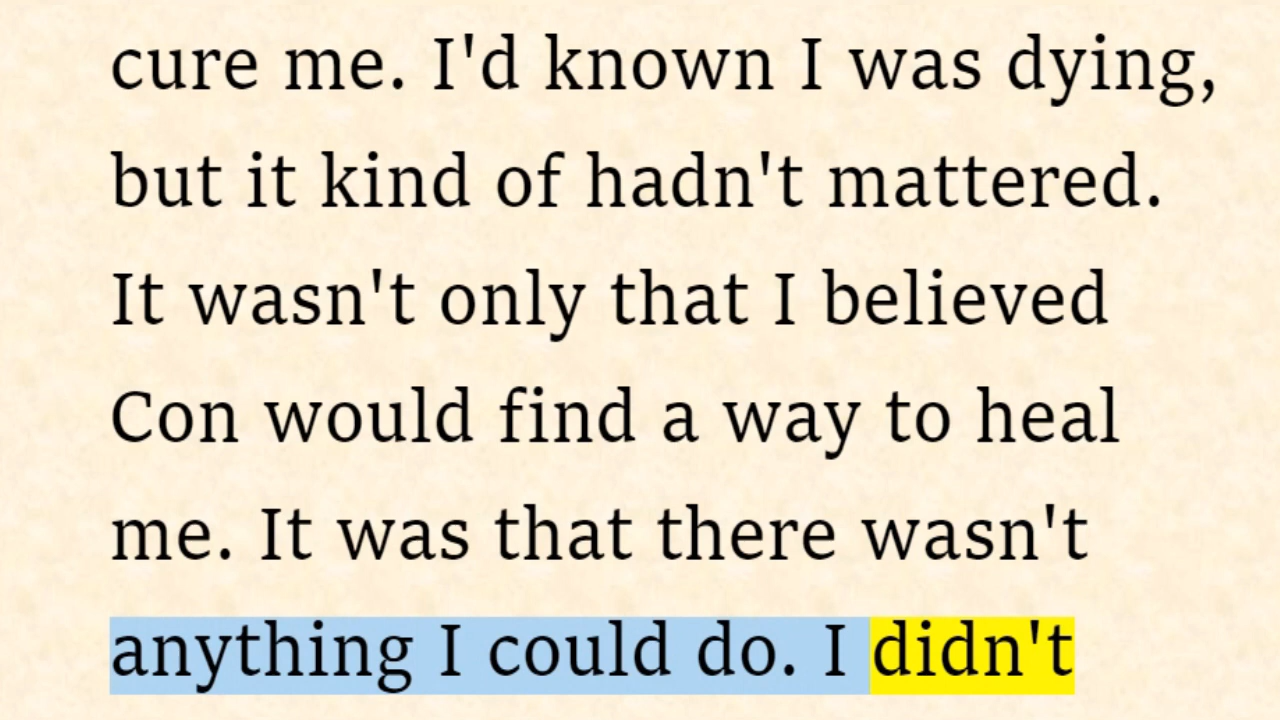 cure me. I'd known I was dying,
but it kind of hadn't mattered.
It wasn't only that I believed
Con would find a way to heal
me. It was that there wasn't
anything I could do. I didn't